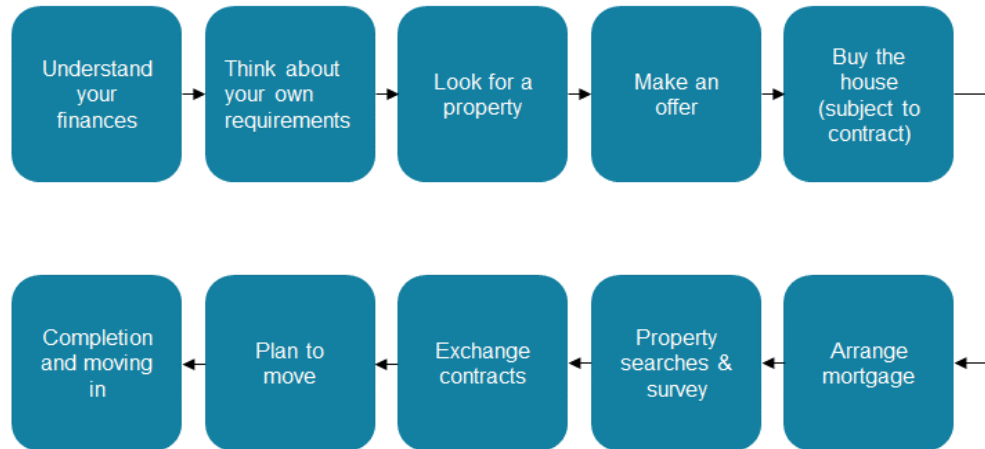 Understand
your
finances
Think about
your own
requirements
Look for a
property
Make an
offer
Buy the
house
(subject to
contract)
Arrange
mortgage
Property
searches &
survey
Exchange
contracts
Plan to
move
Completion
and moving
in